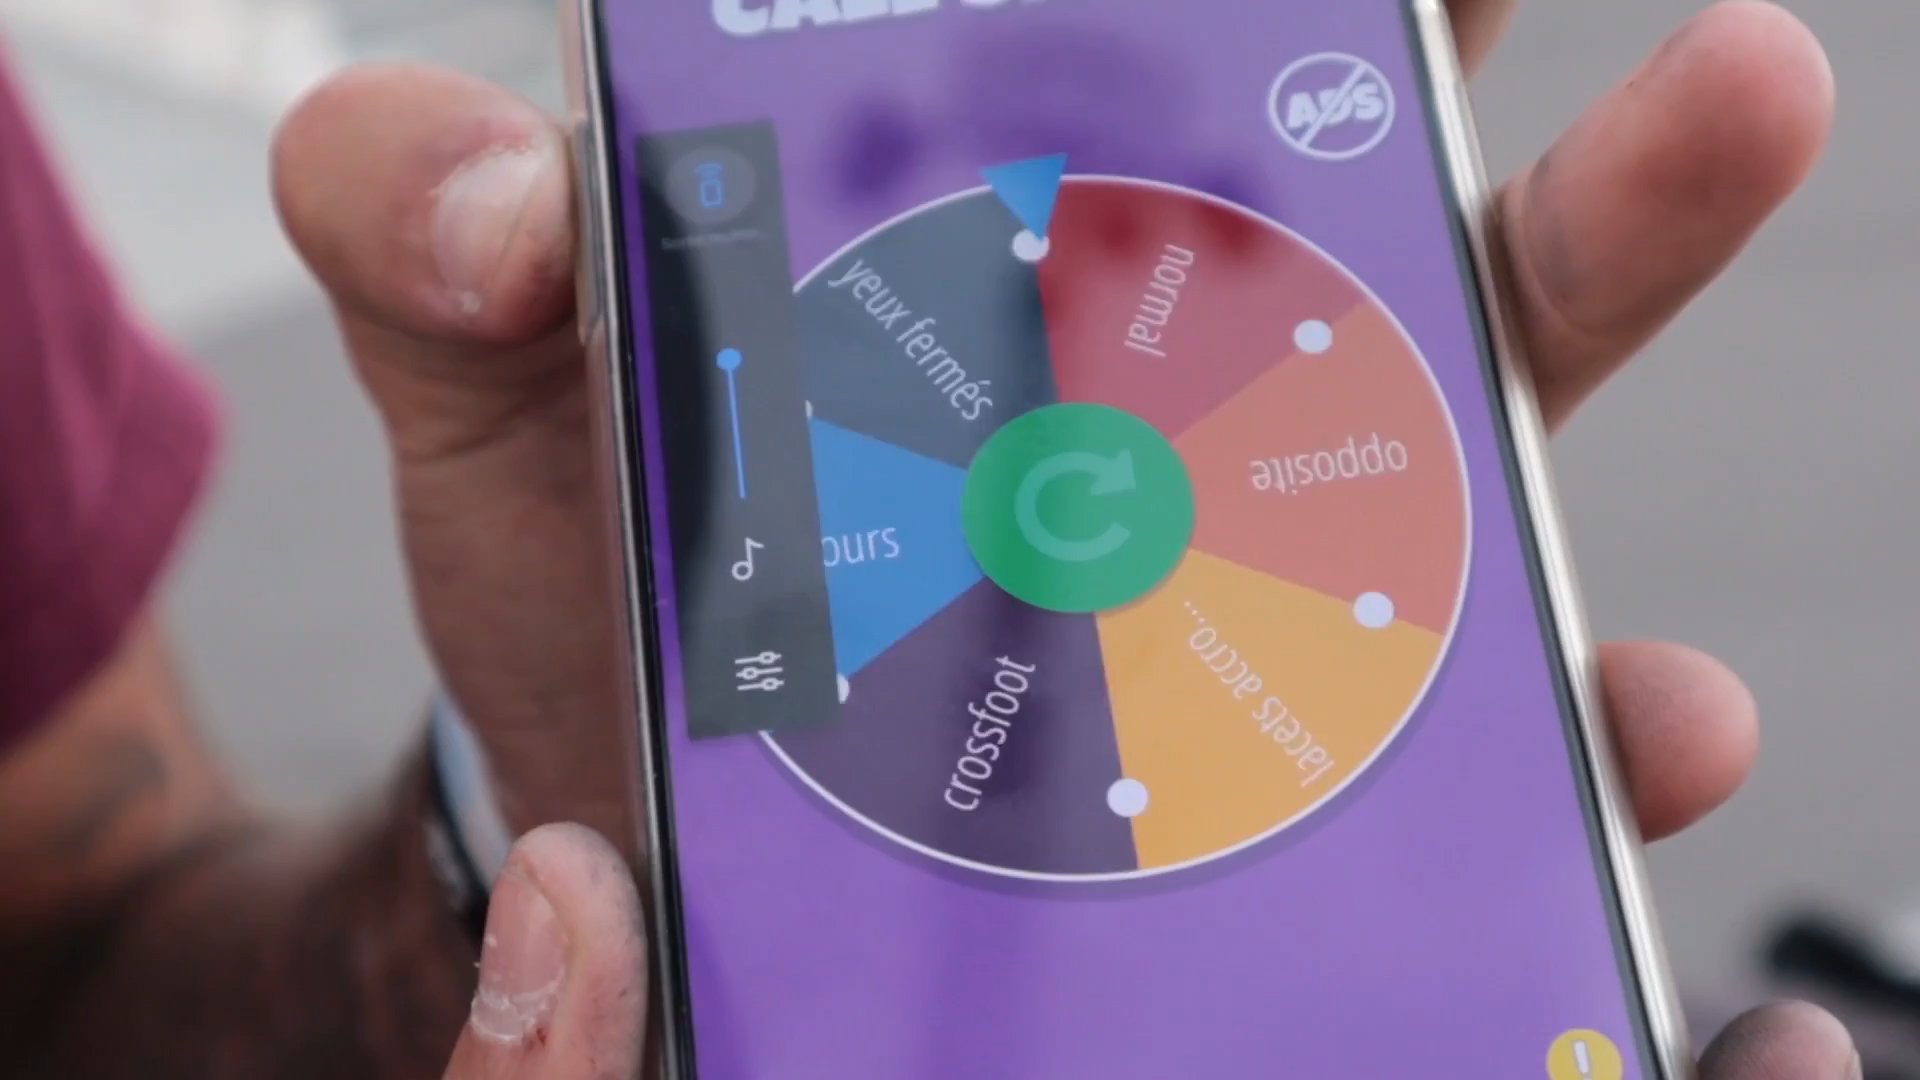 ADS
yeux fermés
normal
opposite
ours
crossfoot
lacets accro...
!